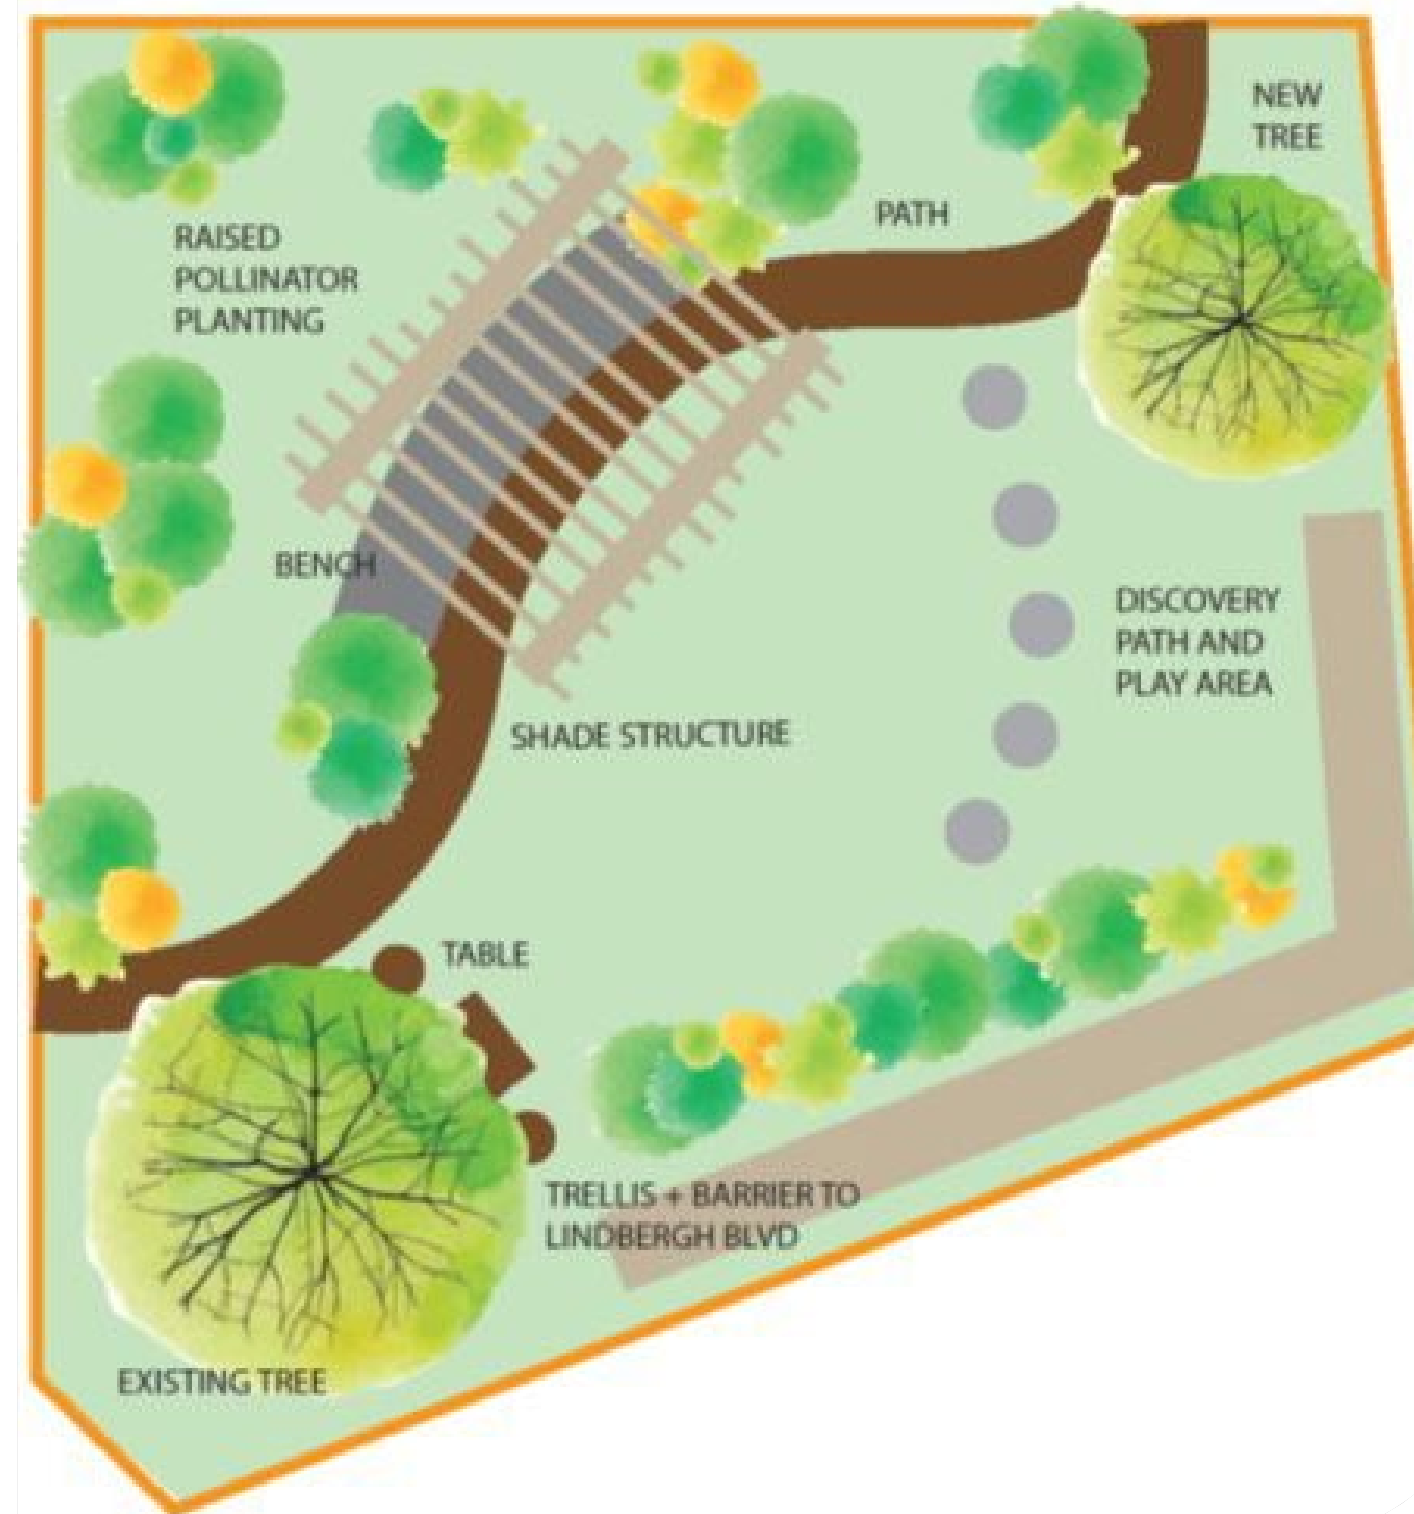 NEW
TREE
PATH
RAISED
POLLINATOR
PLANTING
BENCH
DISCOVERY
PATH AND
PLAY AREA
SHADE STRUCTURE
TABLE
TRELLIS + BARRIER TO
LINDBERGH BLVD
EXISTING TREE